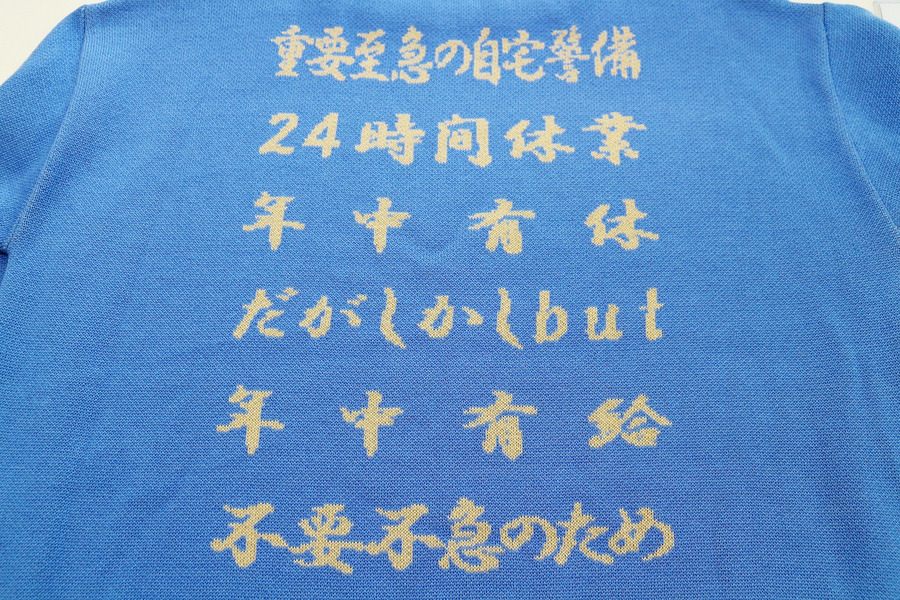 重要至急の自宅警備
24時間休業
年中有休
だがしかしbut
年中有給
不要不急のため